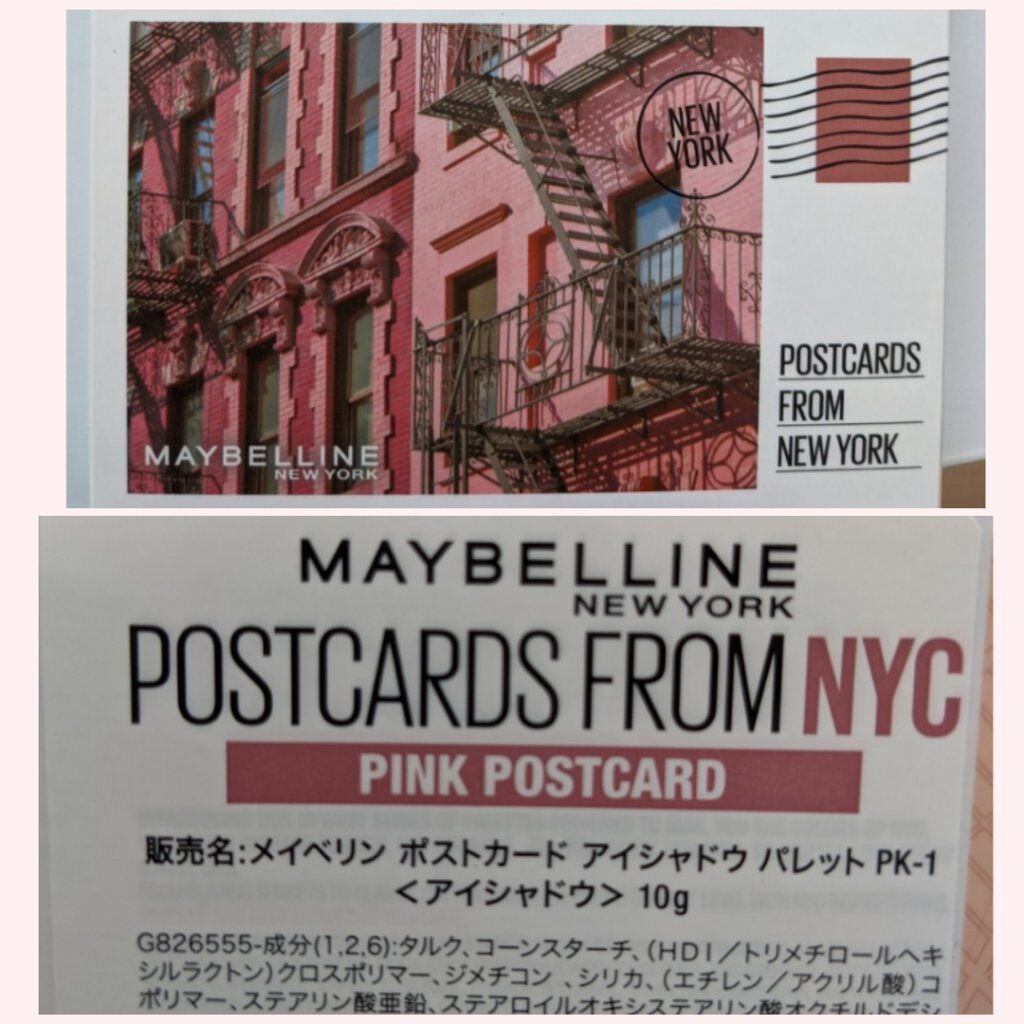 NEW
YORK
POSTCARDS
FROM
NEW YORK
MAYBELLINE
NEW YORK
MAYBELLINE
NEW YORK
POSTCARDS FROM NYC
PINK POSTCARD
販売名:メイベリン ポストカード アイシャドウ パレット PK-1
<アイシャドウ> 10g
G826555-成分(1,2,6):タルク、コーンスターチ、(HDI/トリメチロールヘキ
シルラクトン)クロスポリマー、ジメチコン 、シリカ、(エチレン/アクリル酸)コ
ポリマー、ステアリン酸亜鉛、ステアロイルオキシステアリン酸オクチルドデシ